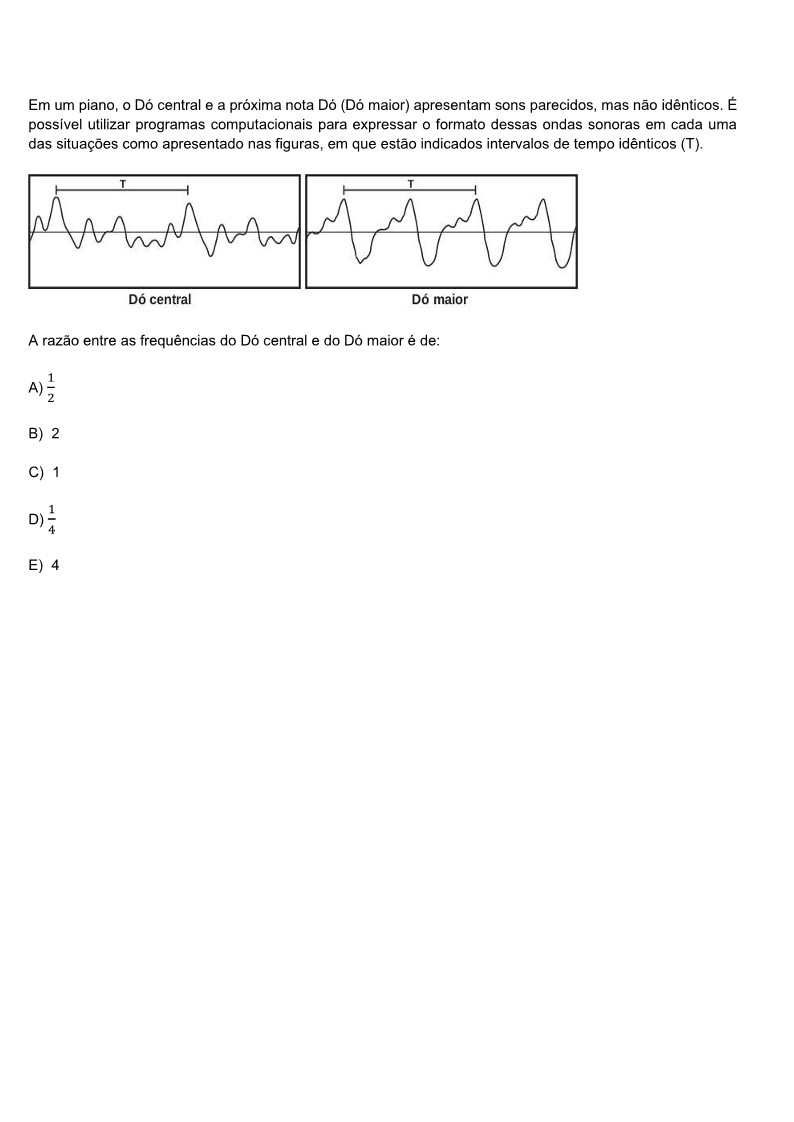 Em um piano, o Dó central e a próxima nota Dó (Dó maior) apresentam sons parecidos, mas não idênticos. É
possível utilizar programas computacionais para expressar o formato dessas ondas sonoras em cada uma
das situações como apresentado nas figuras, em que estão indicados intervalos de tempo idênticos (T).
T
T
Dó central
Dó maior
A razão entre as frequências do Dó central e do Dó maior é de:
A) 1/2
B) 2
C) 1
D) 1/4
E) 4